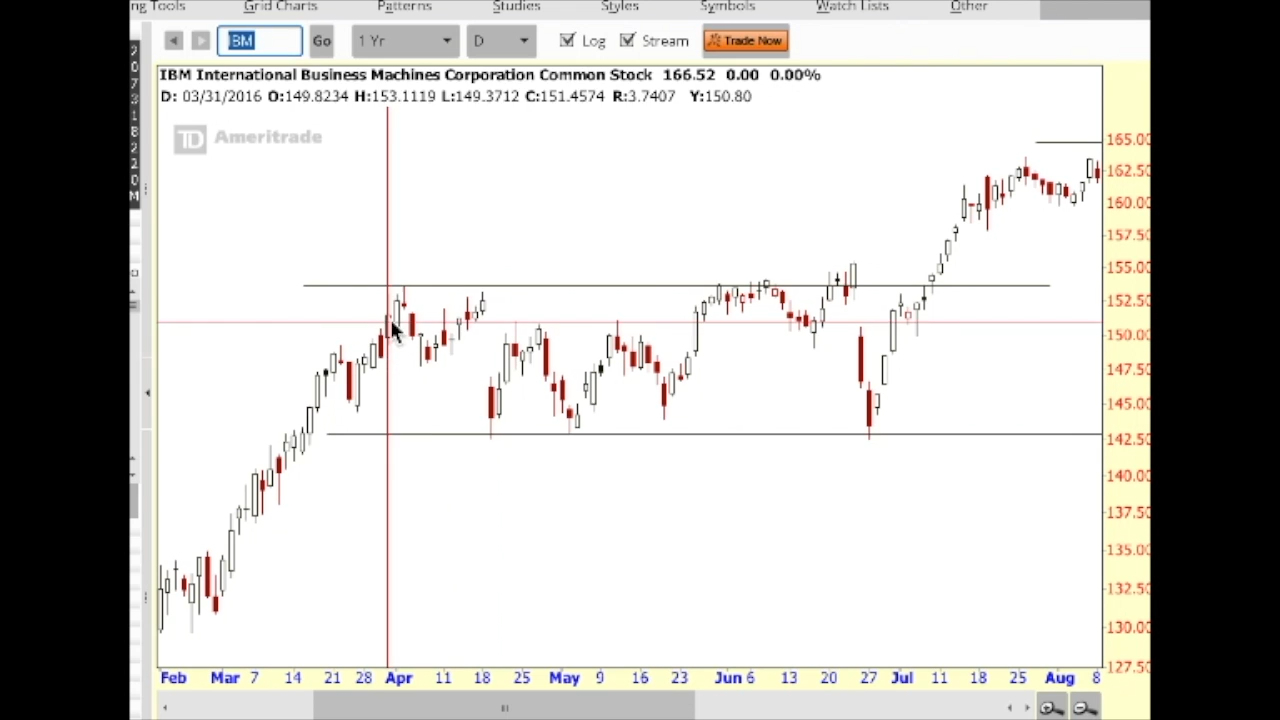 ng Tools Grid Charts Patterns Studies Styles Symbols Watch Lists Other
IBM Go 1 Yr D Log Stream Trade Now
IBM International Business Machines Corporation Common Stock 166.52 0.00 0.00%
D: 03/31/2016 O:149.8234 H:153.1119 L:149.3712 C:151.4574 R:3.7407 Y:150.80
TD Ameritrade
165.00
162.50
160.00
157.50
155.00
152.50
150.00
147.50
145.00
142.50
140.00
137.50
135.00
132.50
130.00
127.50
Feb Mar 7 14 21 28 Apr 11 18 25 May 9 16 23 Jun 6 13 20 27 Jul 11 18 25 Aug 8